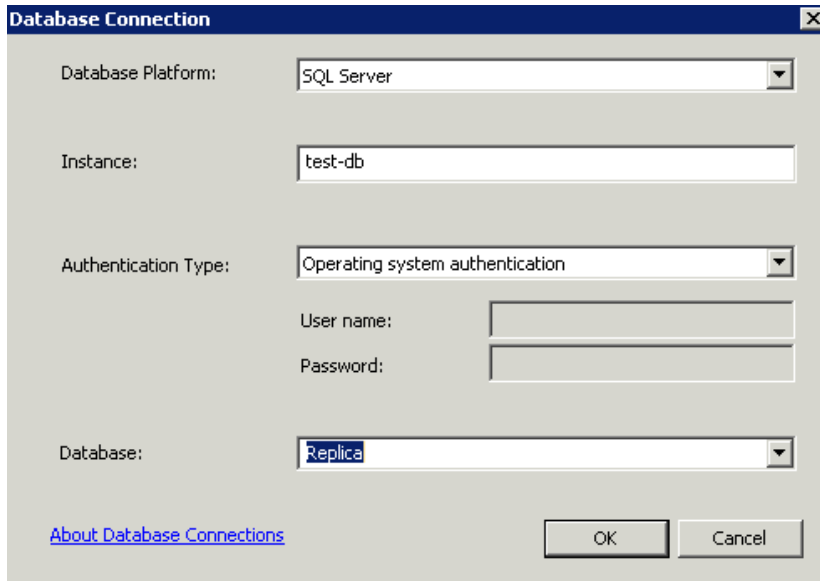 Database Connection
Database Platform: SQL Server
Instance: test-db
Authentication Type: Operating system authentication
User name:
Password:
Database: Replica
About Database Connections OK Cancel